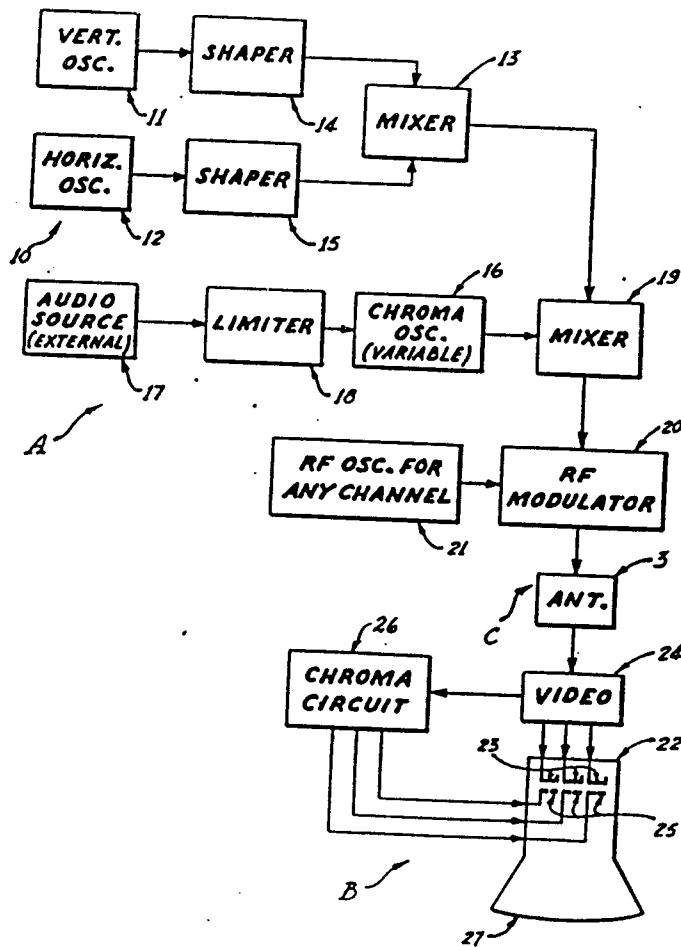 VERT.
OSC.
11
SHAPER
14
13
MIXER
HORIZ.
OSC.
12
10
SHAPER
15
16
19
AUDIO
SOURCE
(EXTERNAL)
17
A
LIMITER
18
CHROMA
OSC.
(VARIABLE)
MIXER
20
RF OSC. FOR
ANY CHANNEL
21
RF
MODULATOR
3
ANT.
C
26
CHROMA
CIRCUIT
24
VIDEO
23
22
25
B
27